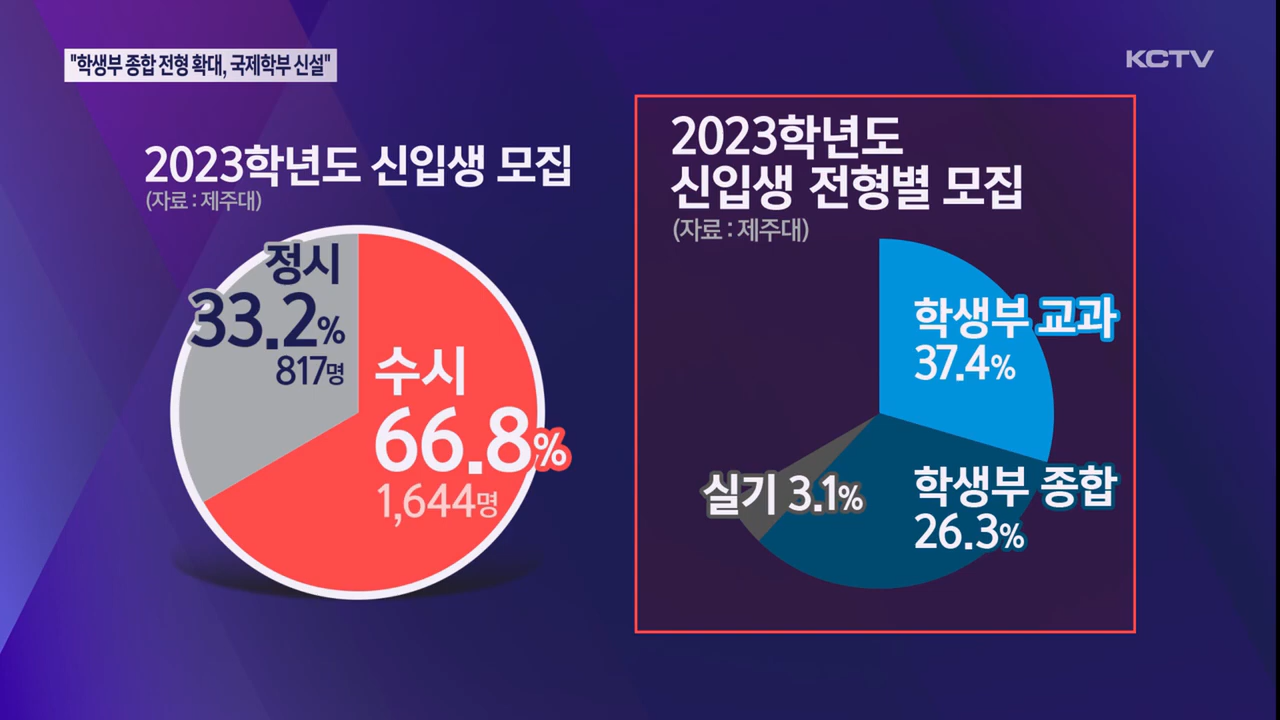 "학생부 종합 전형 확대, 국제학부 신설"
KCTV
2023학년도 신입생 모집
(자료 : 제주대)
정시
33.2%
817명
수시
66.8%
1,644명
2023학년도
신입생 전형별 모집
(자료 : 제주대)
학생부 교과
37.4%
학생부 종합
26.3%
실기 3.1%